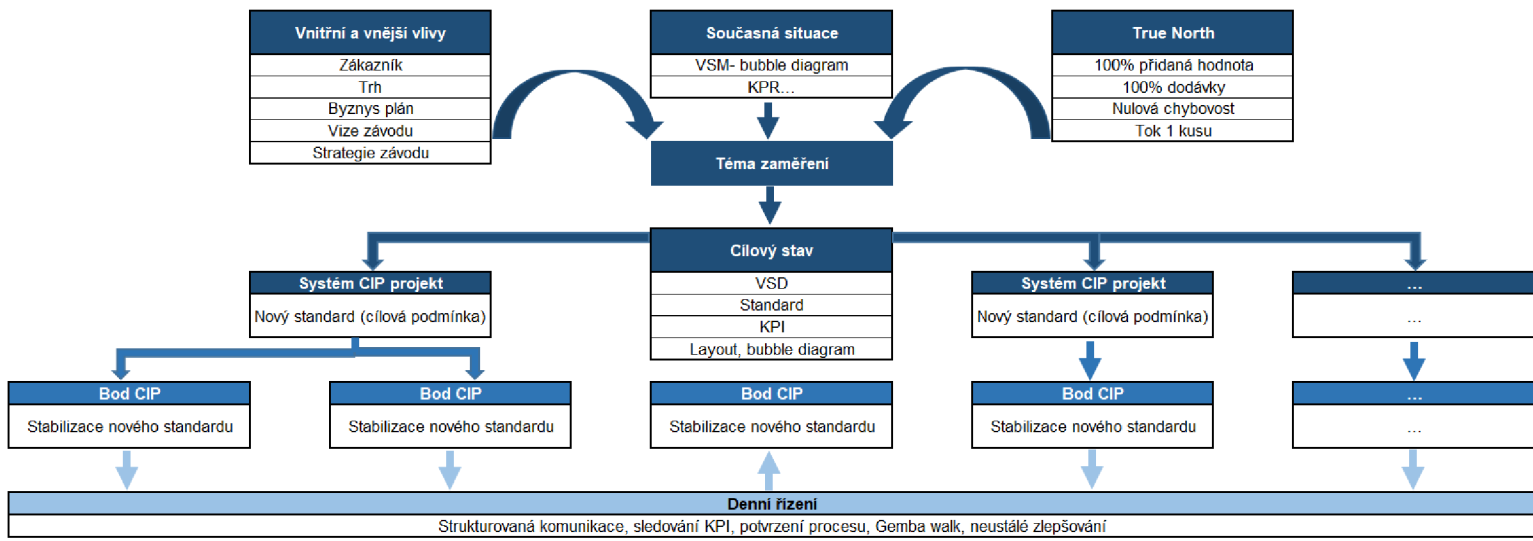 Vnitřní a vnější vlivy
Zákazník
Trh
Byznys plán
Vize závodu
Strategie závodu
Současná situace
VSM- bubble diagram
KPR...
True North
100% přidaná hodnota
100% dodávky
Nulová chybovost
Tok 1 kusu
Téma zaměření
Cílový stav
VSD
Standard
KPI
Layout, bubble diagram
Systém CIP projekt
Nový standard (cílová podmínka)
Systém CIP projekt
Nový standard (cílová podmínka)
...
...
Bod CIP
Stabilizace nového standardu
Bod CIP
Stabilizace nového standardu
Bod CIP
Stabilizace nového standardu
Bod CIP
Stabilizace nového standardu
...
...
Denní řízení
Strukturovaná komunikace, sledování KPI, potvrzení procesu, Gemba walk, neustálé zlepšování